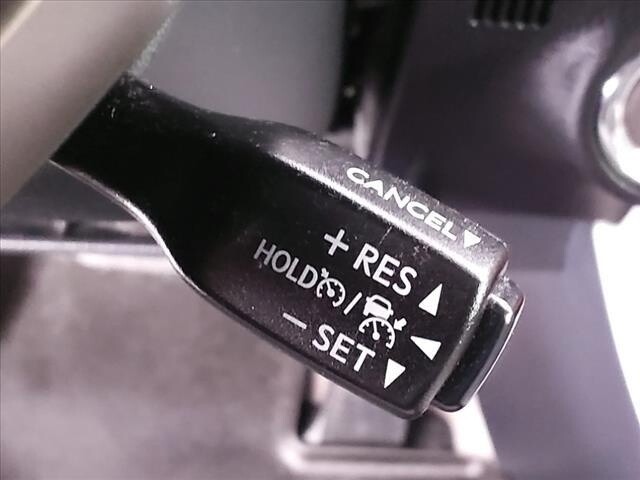 CANCEL▼
+ RES ▲
HOLD / ◀
− SET ▼